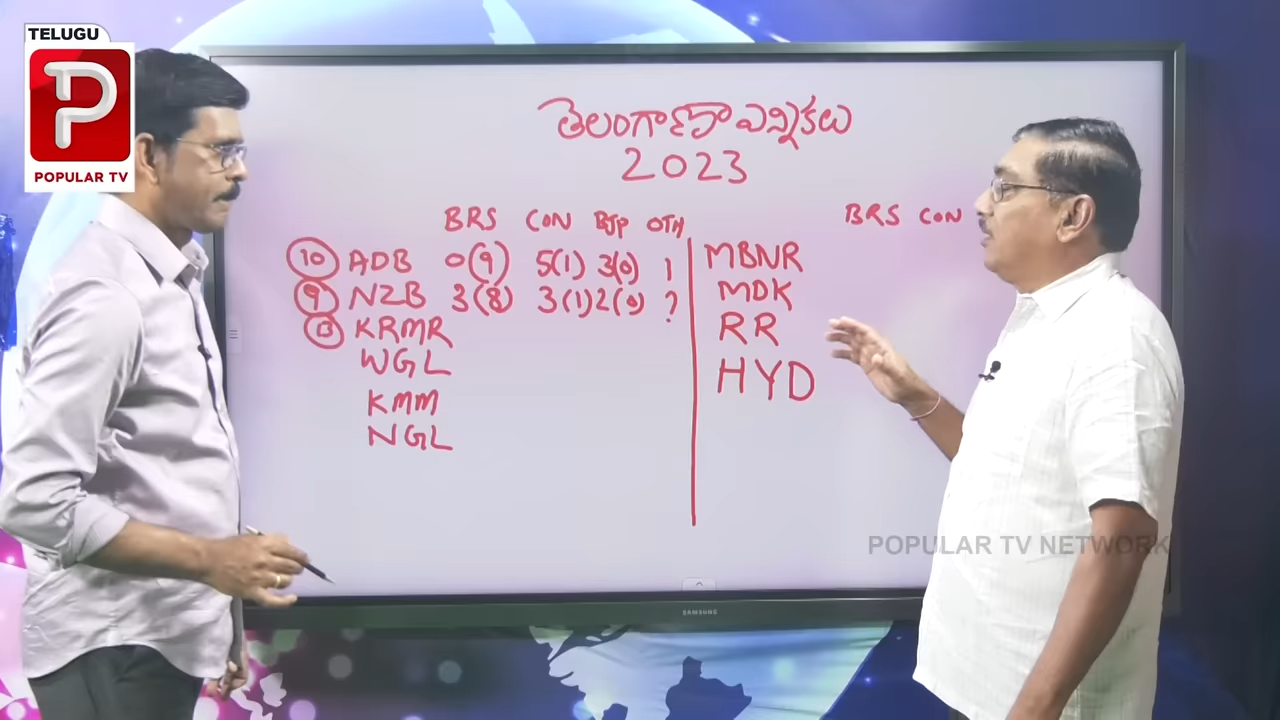 TELUGU
P
POPULAR TV
తెలంగాణా ఎన్నికలు
2023
BRS CON BJP OTH
10 ADB 0(9) 5(1) 3(0) 1
9 NZB 3(8) 3(1) 2(0) ?
13 KRMR
WGL
KMM
NGL
BRS CON
MBNR
MDK
RR
HYD
POPULAR TV NETWORK
SAMSUNG